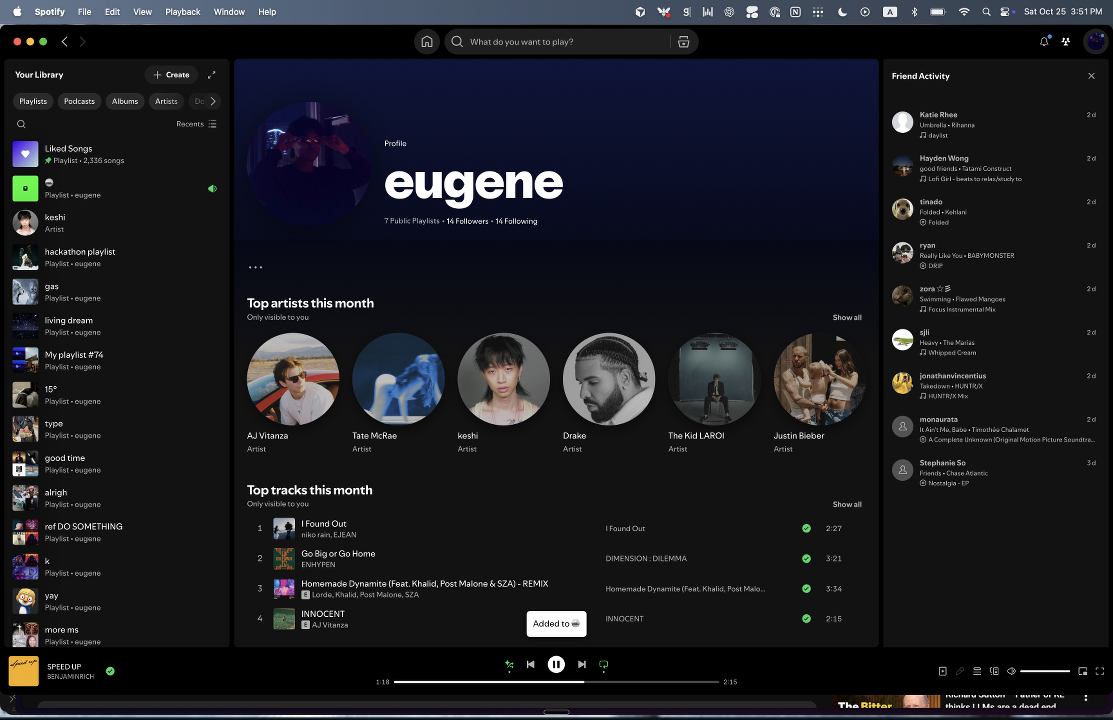 Spotify File Edit View Playback Window Help
A
Sat Oct 25 3:51 PM
What do you want to play?
Your Library
Create
Playlists Podcasts Albums Artists
Recents
Liked Songs
Playlist • 2,336 songs
Playlist • eugene
keshi
Artist
hackathon playlist
Playlist • eugene
gas
Playlist • eugene
living dream
Playlist • eugene
My playlist #74
Playlist • eugene
15°
Playlist • eugene
type
Playlist • eugene
good time
Playlist • eugene
alrigh
Playlist • eugene
ref DO SOMETHING
Playlist • eugene
k
Playlist • eugene
yay
Playlist • eugene
more ms
Playlist • eugene
Profile
eugene
7 Public Playlists • 14 Followers • 14 Following
Top artists this month
Only visible to you
Show all
AJ Vitanza
Artist
Tate McRae
Artist
keshi
Artist
Drake
Artist
The Kid LAROI
Artist
Justin Bieber
Artist
Top tracks this month
Only visible to you
Show all
1 I Found Out
niko rain, EJEAN
I Found Out
2:27
2 Go Big or Go Home
ENHYPEN
DIMENSION : DILEMMA
3:21
3 Homemade Dynamite (Feat. Khalid, Post Malone & SZA) - REMIX
E Lorde, Khalid, Post Malone, SZA
Homemade Dynamite (Feat. Khalid, Post Malo...
3:34
4 INNOCENT
E AJ Vitanza
INNOCENT
2:15
Added to
Friend Activity
Katie Rhee 2 d
Umbrella • Rihanna
daylist
Hayden Wong 2 d
good friends • Tatami Construct
Lofi Girl - beats to relax/study to
tinado 2 d
Folded • Kehlani
Folded
ryan 2 d
Really Like You • BABYMONSTER
DRIP
zora ☆彡 2 d
Swimming • Flawed Mangoes
Focus Instrumental Mix
sjli 2 d
Heavy • The Marías
Whipped Cream
jonathanvincentius 2 d
Takedown • HUNTR/X
HUNTR/X Mix
monaurata 2 d
It Ain't Me, Babe • Timothée Chalamet
A Complete Unknown (Original Motion Picture Soundtra...
Stephanie So 3 d
Friends • Chase Atlantic
Nostalgia - EP
speed up
SPEED UP
BENJAMINRICH
1:18
2:15
The Bitter
Richard Sutton – Father of RL
thinks LLMs are a dead end